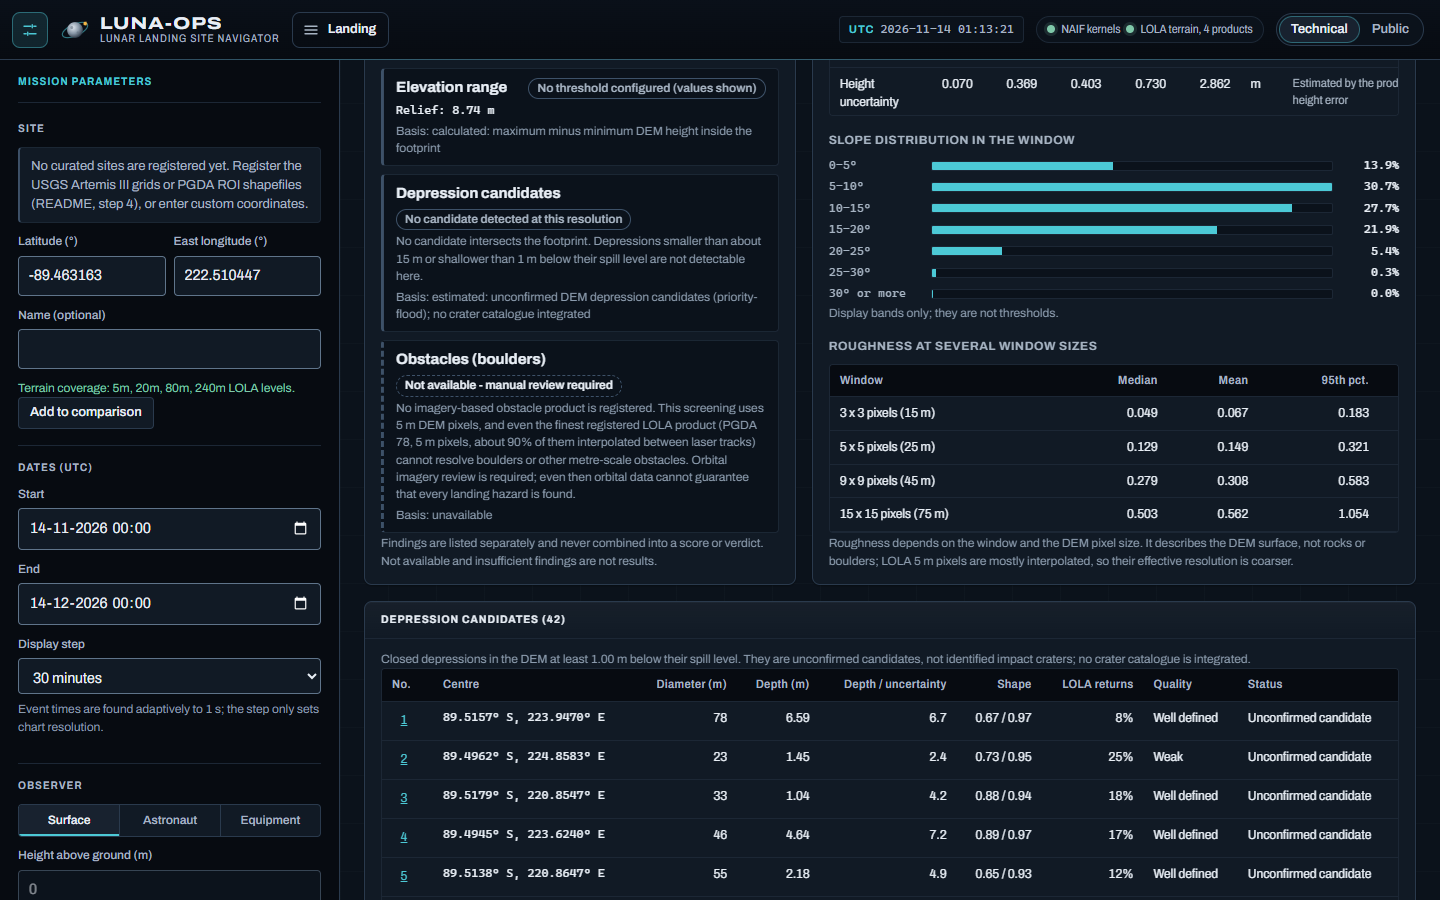 LUNA-OPS
LUNAR LANDING SITE NAVIGATOR
Landing
UTC 2026-11-14 01:13:21
NAIF kernels
LOLA terrain, 4 products
Technical
Public
MISSION PARAMETERS
SITE
No curated sites are registered yet. Register the
USGS Artemis III grids or PGDA ROI shapefiles
(README, step 4), or enter custom coordinates.
Latitude (°)
East longitude (°)
-89.463163
222.510447
Name (optional)
Terrain coverage: 5m, 20m, 80m, 240m LOLA levels.
Add to comparison
DATES (UTC)
Start
14-11-2026 00:00
End
14-12-2026 00:00
Display step
30 minutes
Event times are found adaptively to 1 s; the step only sets
chart resolution.
OBSERVER
Surface
Astronaut
Equipment
Height above ground (m)
0
Elevation range
No threshold configured (values shown)
Relief: 8.74 m
Basis: calculated: maximum minus minimum DEM height inside the
footprint
Depression candidates
No candidate detected at this resolution
No candidate intersects the footprint. Depressions smaller than about
15 m or shallower than 1 m below their spill level are not detectable
here.
Basis: estimated: unconfirmed DEM depression candidates (priority-
flood); no crater catalogue integrated
Obstacles (boulders)
Not available - manual review required
No imagery-based obstacle product is registered. This screening uses
5 m DEM pixels, and even the finest registered LOLA product (PGDA
78, 5 m pixels, about 90% of them interpolated between laser tracks)
cannot resolve boulders or other metre-scale obstacles. Orbital
imagery review is required; even then orbital data cannot guarantee
that every landing hazard is found.
Basis: unavailable
Findings are listed separately and never combined into a score or verdict.
Not available and insufficient findings are not results.
Height
uncertainty
0.070 0.369 0.403 0.730 2.862 m
Estimated by the prod
height error
SLOPE DISTRIBUTION IN THE WINDOW
0-5° 13.9%
5-10° 30.7%
10-15° 27.7%
15-20° 21.9%
20-25° 5.4%
25-30° 0.3%
30° or more 0.0%
Display bands only; they are not thresholds.
ROUGHNESS AT SEVERAL WINDOW SIZES
Window Median Mean 95th pct.
3 x 3 pixels (15 m) 0.049 0.067 0.183
5 x 5 pixels (25 m) 0.129 0.149 0.321
9 x 9 pixels (45 m) 0.279 0.308 0.583
15 x 15 pixels (75 m) 0.503 0.562 1.054
Roughness depends on the window and the DEM pixel size. It describes the DEM surface, not rocks or
boulders; LOLA 5 m pixels are mostly interpolated, so their effective resolution is coarser.
DEPRESSION CANDIDATES (42)
Closed depressions in the DEM at least 1.00 m below their spill level. They are unconfirmed candidates, not identified impact craters; no crater catalogue is integrated.
No. Centre Diameter (m) Depth (m) Depth / uncertainty Shape LOLA returns Quality Status
1 89.5157° S, 223.9470° E 78 6.59 6.7 0.67 / 0.97 8% Well defined Unconfirmed candidate
2 89.4962° S, 224.8583° E 23 1.45 2.4 0.73 / 0.95 25% Weak Unconfirmed candidate
3 89.5179° S, 220.8547° E 33 1.04 4.2 0.88 / 0.94 18% Well defined Unconfirmed candidate
4 89.4945° S, 223.6240° E 46 4.64 7.2 0.89 / 0.97 17% Well defined Unconfirmed candidate
5 89.5138° S, 220.8647° E 55 2.18 4.9 0.65 / 0.93 12% Well defined Unconfirmed candidate